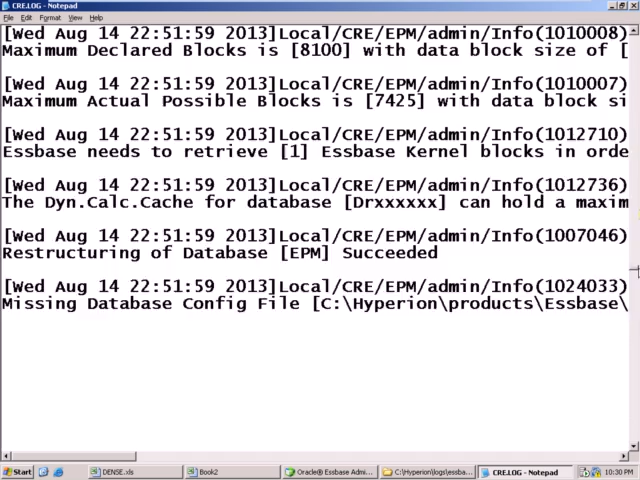 CRE.LOG - Notepad
File Edit Format View Help
[Wed Aug 14 22:51:59 2013]Local/CRE/EPM/admin/Info(1010008)
Maximum Declared Blocks is [8100] with data block size of [
[Wed Aug 14 22:51:59 2013]Local/CRE/EPM/admin/Info(1010007)
Maximum Actual Possible Blocks is [7425] with data block si
[Wed Aug 14 22:51:59 2013]Local/CRE/EPM/admin/Info(1012710)
Essbase needs to retrieve [1] Essbase Kernel blocks in orde
[Wed Aug 14 22:51:59 2013]Local/CRE/EPM/admin/Info(1012736)
The Dyn.Calc.Cache for database [Drxxxxxx] can hold a maxim
[Wed Aug 14 22:51:59 2013]Local/CRE/EPM/admin/Info(1007046)
Restructuring of Database [EPM] Succeeded
[Wed Aug 14 22:51:59 2013]Local/CRE/EPM/admin/Info(1024033)
Missing Database Config File [C:\Hyperion\products\Essbase\
Start DENSE.xls Book2 Oracle® Essbase Admi... C:\Hyperion\logs\essba... CRE.LOG - Notepad 10:30 PM